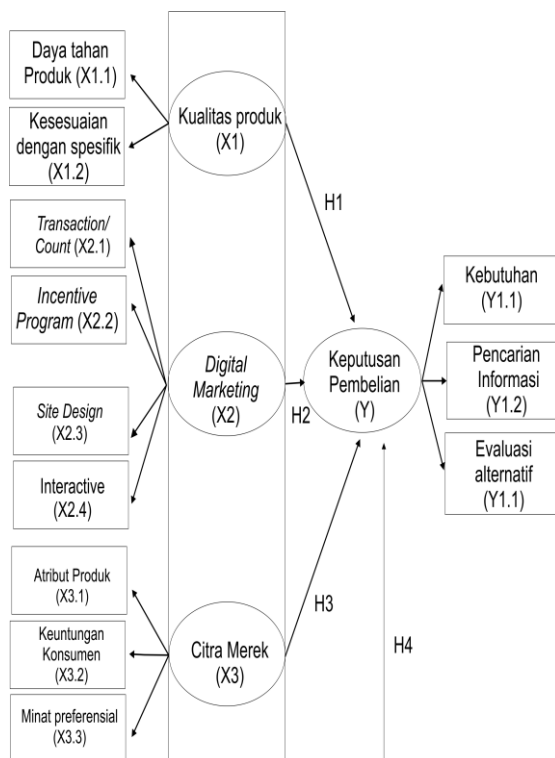 Daya tahan
Produk (X1.1)
Kesesuaian
dengan spesifik
(X1.2)
Transaction/
Count (X2.1)
Incentive
Program (X2.2)
Site Design
(X2.3)
Interactive
(X2.4)
Atribut Produk
(X3.1)
Keuntungan
Konsumen
(X3.2)
Minat preferensial
(X3.3)
Kualitas produk
(X1)
Digital
Marketing
(X2)
Citra Merek
(X3)
H1
H2
H3
H4
Keputusan
Pembelian
(Y)
Kebutuhan
(Y1.1)
Pencarian
Informasi
(Y1.2)
Evaluasi
alternatif
(Y1.1)